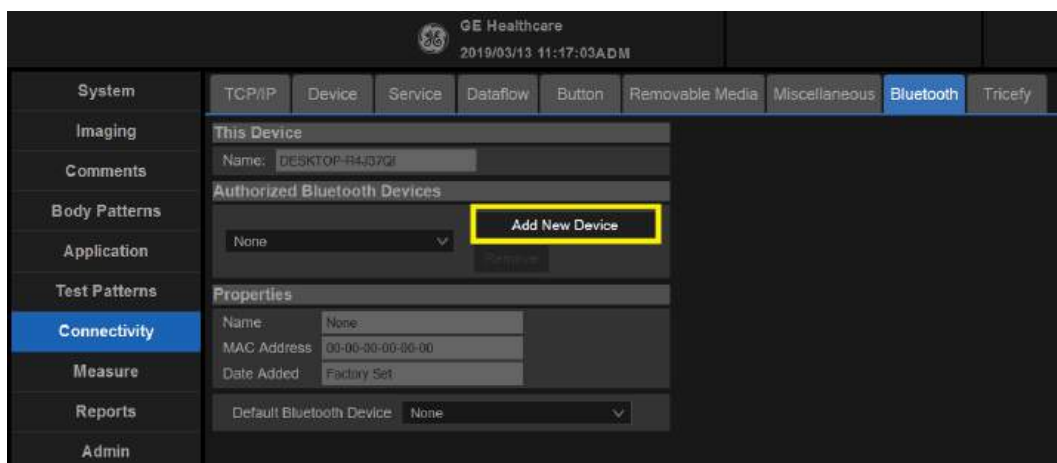 GE Healthcare
2019/03/13 11:17:03ADM
System
TCP/IP Device Service Dataflow Button Removable Media Miscellaneous Bluetooth Tricefy
Imaging
This Device
Name: DESKTOP-R4J37QI
Comments
Authorized Bluetooth Devices
Body Patterns
Add New Device
None
Application
Remove
Test Patterns
Properties
Connectivity
Name None
MAC Address 00-00-00-00-00-00
Measure
Date Added Factory Set
Reports
Default Bluetooth Device None
Admin